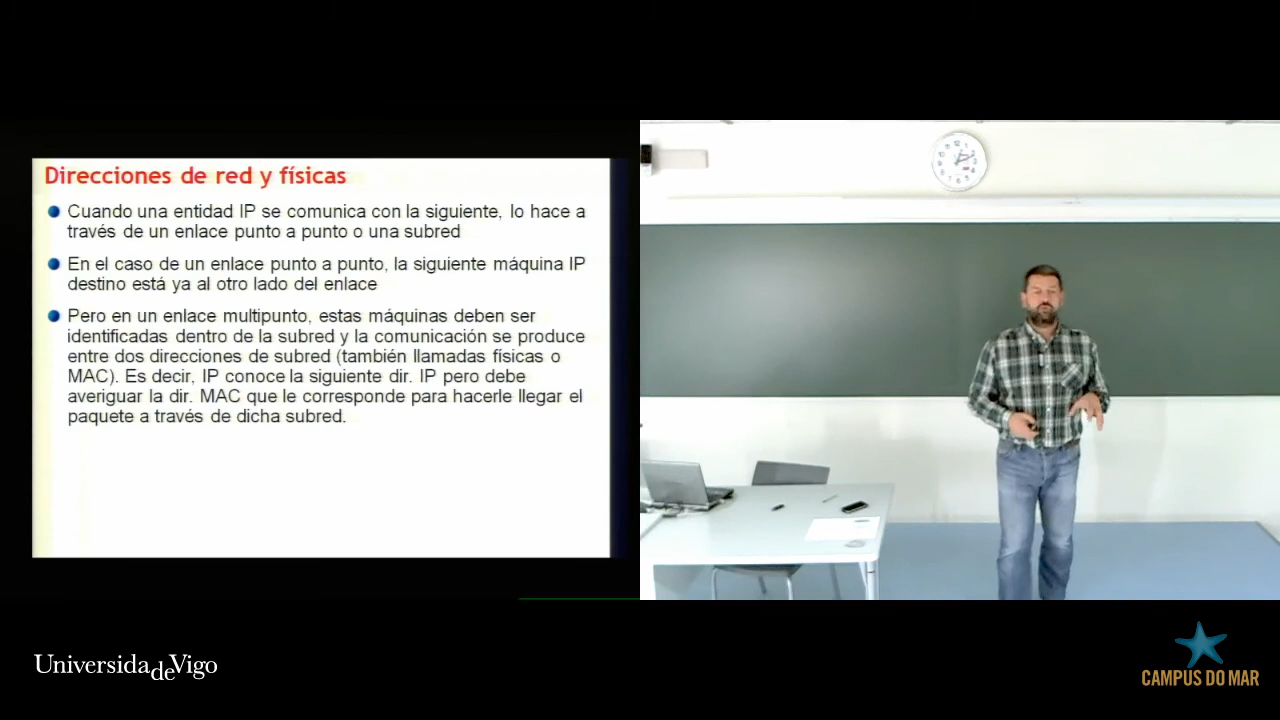 Direcciones de red y físicas
Cuando una entidad IP se comunica con la siguiente, lo hace a
través de un enlace punto a punto o una subred
En el caso de un enlace punto a punto, la siguiente máquina IP
destino está ya al otro lado del enlace
Pero en un enlace multipunto, estas máquinas deben ser
identificadas dentro de la subred y la comunicación se produce
entre dos direcciones de subred (también llamadas físicas o
MAC). Es decir, IP conoce la siguiente dir. IP pero debe
averiguar la dir. MAC que le corresponde para hacerle llegar el
paquete a través de dicha subred.
UniversidadeVigo
CAMPUS DO MAR